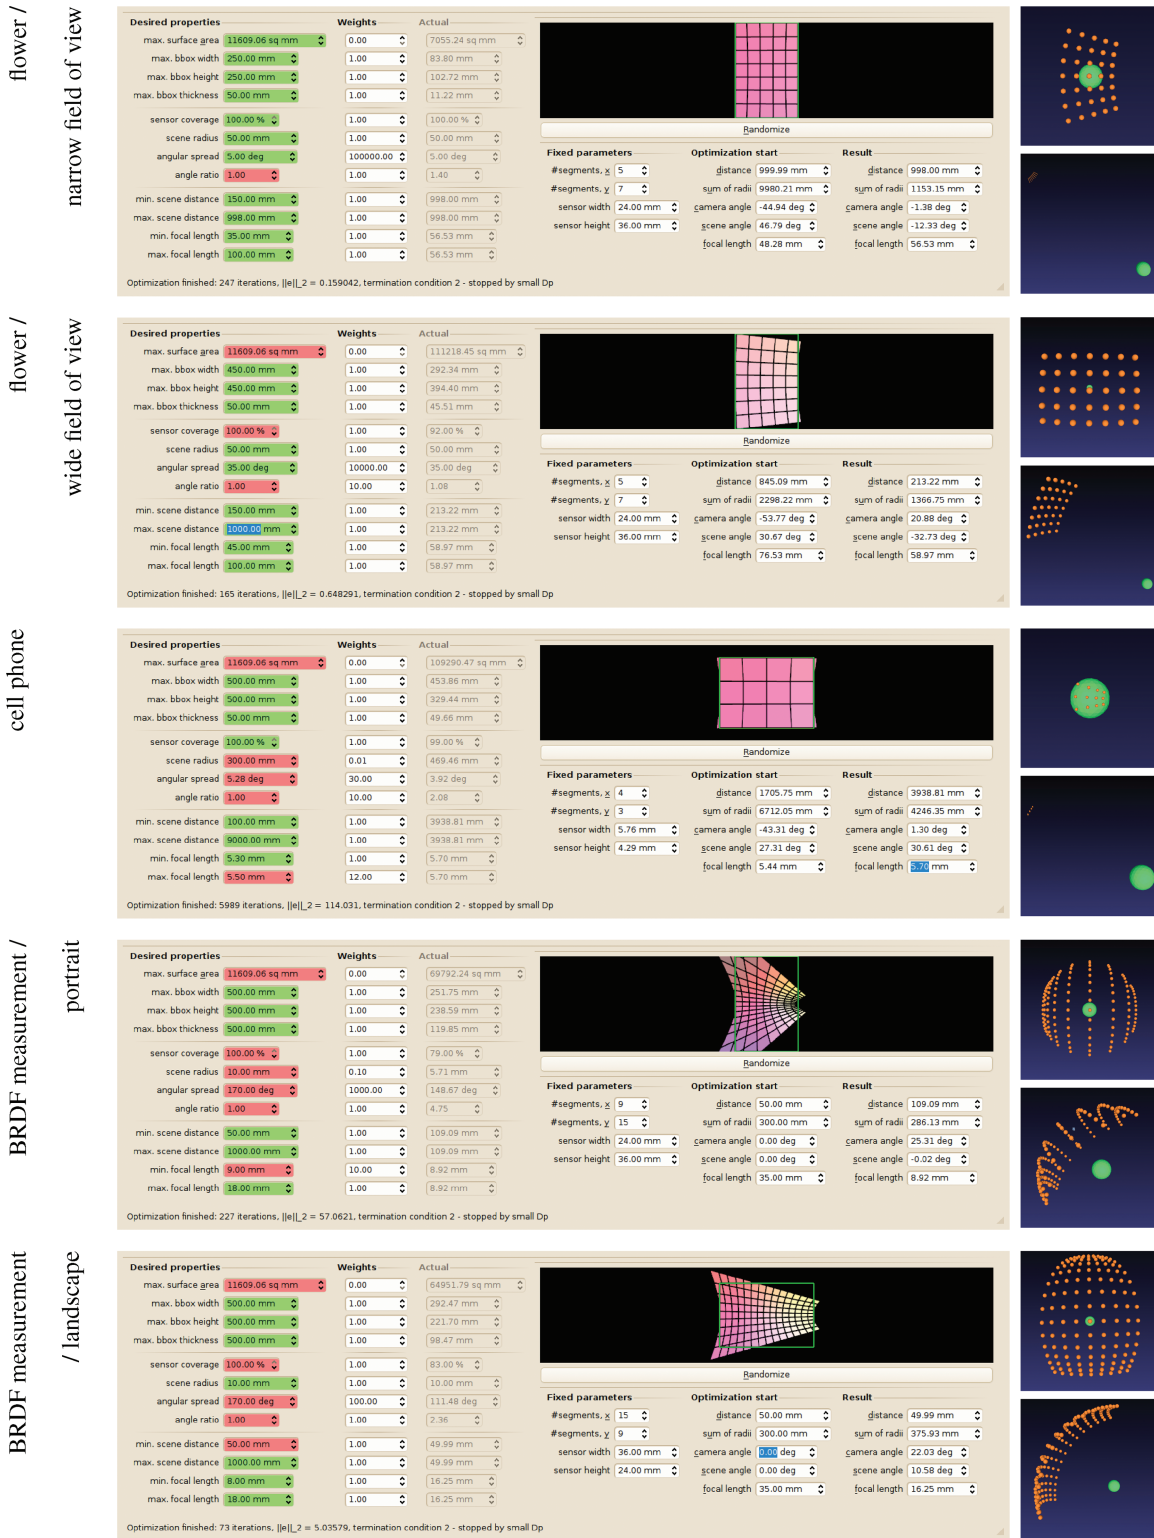 flower /
narrow field of view
Desired properties Weights Actual
max. surface area 11609.06 sq mm 0.00 7055.24 sq mm
max. bbox width 250.00 mm 1.00 83.80 mm
max. bbox height 250.00 mm 1.00 102.72 mm
max. bbox thickness 50.00 mm 1.00 11.22 mm
sensor coverage 100.00 % 1.00 100.00 %
scene radius 50.00 mm 1.00 50.00 mm
angular spread 5.00 deg 100000.00 5.00 deg
angle ratio 1.00 1.00 1.40
min. scene distance 150.00 mm 1.00 998.00 mm
max. scene distance 998.00 mm 1.00 998.00 mm
min. focal length 35.00 mm 1.00 56.53 mm
max. focal length 100.00 mm 1.00 56.53 mm
Randomize
Fixed parameters Optimization start Result
#segments, x 5 distance 999.99 mm distance 998.00 mm
#segments, y 7 sum of radii 9980.21 mm sum of radii 1153.15 mm
sensor width 24.00 mm camera angle -44.94 deg camera angle -1.38 deg
sensor height 36.00 mm scene angle 46.79 deg scene angle -12.33 deg
focal length 48.28 mm focal length 56.53 mm
Optimization finished: 247 iterations, ||e||_2 = 0.159042, termination condition 2 - stopped by small Dp
flower /
wide field of view
Desired properties Weights Actual
max. surface area 11609.06 sq mm 0.00 111218.45 sq mm
max. bbox width 450.00 mm 1.00 292.34 mm
max. bbox height 450.00 mm 1.00 394.40 mm
max. bbox thickness 50.00 mm 1.00 45.51 mm
sensor coverage 100.00 % 1.00 92.00 %
scene radius 50.00 mm 1.00 50.00 mm
angular spread 35.00 deg 10000.00 35.00 deg
angle ratio 1.00 10.00 1.08
min. scene distance 150.00 mm 1.00 213.22 mm
max. scene distance 1000.00 mm 1.00 213.22 mm
min. focal length 45.00 mm 1.00 58.97 mm
max. focal length 100.00 mm 1.00 58.97 mm
Randomize
Fixed parameters Optimization start Result
#segments, x 5 distance 845.09 mm distance 213.22 mm
#segments, y 7 sum of radii 2298.22 mm sum of radii 1366.75 mm
sensor width 24.00 mm camera angle -53.77 deg camera angle 20.88 deg
sensor height 36.00 mm scene angle 30.67 deg scene angle -32.73 deg
focal length 76.53 mm focal length 58.97 mm
Optimization finished: 165 iterations, ||e||_2 = 0.648291, termination condition 2 - stopped by small Dp
cell phone
Desired properties Weights Actual
max. surface area 11609.06 sq mm 0.00 109290.47 sq mm
max. bbox width 500.00 mm 1.00 453.86 mm
max. bbox height 500.00 mm 1.00 329.44 mm
max. bbox thickness 50.00 mm 1.00 49.66 mm
sensor coverage 100.00 % 1.00 99.00 %
scene radius 300.00 mm 0.01 469.46 mm
angular spread 5.28 deg 30.00 3.92 deg
angle ratio 1.00 10.00 2.08
min. scene distance 100.00 mm 1.00 3938.81 mm
max. scene distance 9000.00 mm 1.00 3938.81 mm
min. focal length 5.30 mm 1.00 5.70 mm
max. focal length 5.50 mm 12.00 5.70 mm
Randomize
Fixed parameters Optimization start Result
#segments, x 4 distance 1705.75 mm distance 3938.81 mm
#segments, y 3 sum of radii 6712.05 mm sum of radii 4246.35 mm
sensor width 5.76 mm camera angle -43.31 deg camera angle 1.30 deg
sensor height 4.29 mm scene angle 27.31 deg scene angle 30.61 deg
focal length 5.44 mm focal length 5.70 mm
Optimization finished: 5989 iterations, ||e||_2 = 114.031, termination condition 2 - stopped by small Dp
BRDF measurement /
portrait
Desired properties Weights Actual
max. surface area 11609.06 sq mm 0.00 69792.24 sq mm
max. bbox width 500.00 mm 1.00 251.75 mm
max. bbox height 500.00 mm 1.00 238.59 mm
max. bbox thickness 500.00 mm 1.00 119.85 mm
sensor coverage 100.00 % 1.00 79.00 %
scene radius 10.00 mm 0.10 5.71 mm
angular spread 170.00 deg 1000.00 148.67 deg
angle ratio 1.00 1.00 4.75
min. scene distance 50.00 mm 1.00 109.09 mm
max. scene distance 1000.00 mm 1.00 109.09 mm
min. focal length 9.00 mm 10.00 8.92 mm
max. focal length 18.00 mm 1.00 8.92 mm
Randomize
Fixed parameters Optimization start Result
#segments, x 9 distance 50.00 mm distance 109.09 mm
#segments, y 15 sum of radii 300.00 mm sum of radii 286.13 mm
sensor width 24.00 mm camera angle 0.00 deg camera angle 25.31 deg
sensor height 36.00 mm scene angle 0.00 deg scene angle -0.02 deg
focal length 35.00 mm focal length 8.92 mm
Optimization finished: 227 iterations, ||e||_2 = 57.0621, termination condition 2 - stopped by small Dp
BRDF measurement
/ landscape
Desired properties Weights Actual
max. surface area 11609.06 sq mm 0.00 64951.79 sq mm
max. bbox width 500.00 mm 1.00 292.47 mm
max. bbox height 500.00 mm 1.00 221.70 mm
max. bbox thickness 500.00 mm 1.00 98.47 mm
sensor coverage 100.00 % 1.00 83.00 %
scene radius 10.00 mm 1.00 10.00 mm
angular spread 170.00 deg 100.00 111.48 deg
angle ratio 1.00 1.00 2.36
min. scene distance 50.00 mm 1.00 49.99 mm
max. scene distance 1000.00 mm 1.00 49.99 mm
min. focal length 8.00 mm 1.00 16.25 mm
max. focal length 18.00 mm 1.00 16.25 mm
Randomize
Fixed parameters Optimization start Result
#segments, x 15 distance 50.00 mm distance 49.99 mm
#segments, y 9 sum of radii 300.00 mm sum of radii 375.93 mm
sensor width 36.00 mm camera angle 0.00 deg camera angle 22.03 deg
sensor height 24.00 mm scene angle 0.00 deg scene angle 10.58 deg
focal length 35.00 mm focal length 16.25 mm
Optimization finished: 73 iterations, ||e||_2 = 5.03579, termination condition 2 - stopped by small Dp